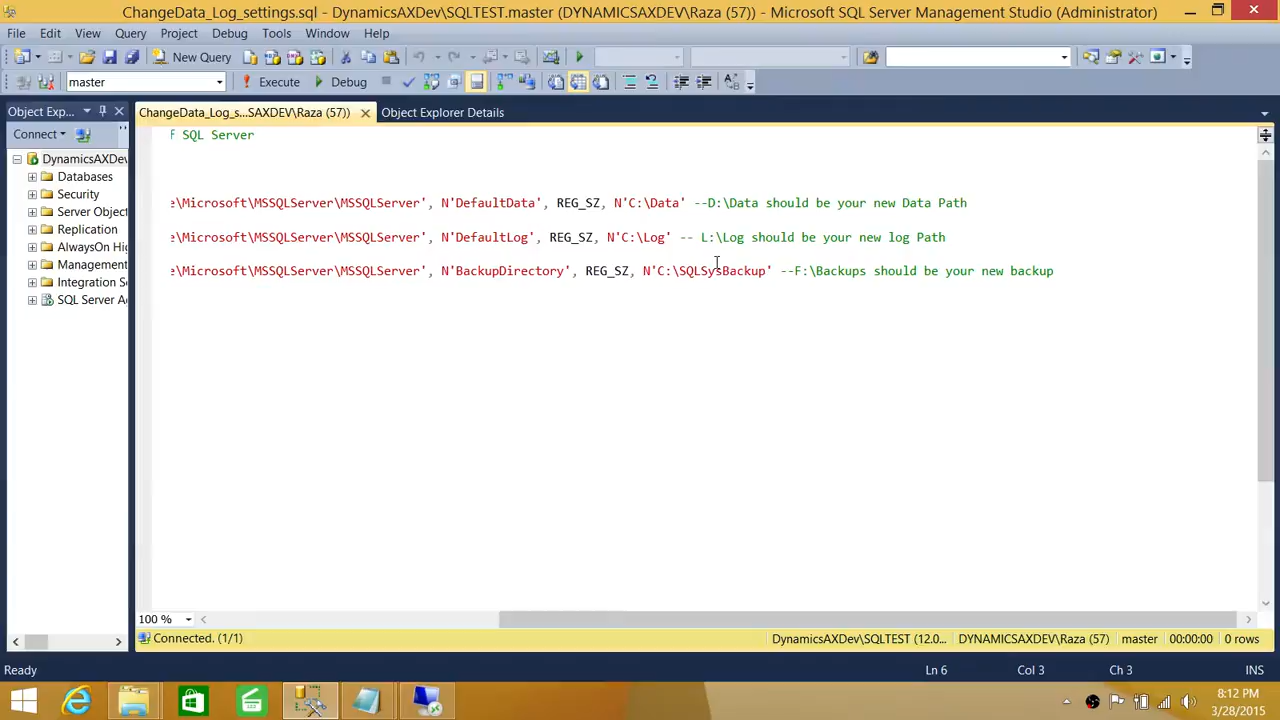 ChangeData_Log_settings.sql - DynamicsAXDev\SQLTEST.master (DYNAMICSAXDEV\Raza (57)) - Microsoft SQL Server Management Studio (Administrator)
File Edit View Query Project Debug Tools Window Help
New Query
master Execute Debug
Object Exp... ChangeData_Log_s...SAXDEV\Raza (57)) Object Explorer Details
Connect
F SQL Server
DynamicsAXDev
Databases
Security
Server Object
Replication
AlwaysOn Hig
Management
Integration S
SQL Server A
e\Microsoft\MSSQLServer\MSSQLServer', N'DefaultData', REG_SZ, N'C:\Data' --D:\Data should be your new Data Path
e\Microsoft\MSSQLServer\MSSQLServer', N'DefaultLog', REG_SZ, N'C:\Log' -- L:\Log should be your new log Path
e\Microsoft\MSSQLServer\MSSQLServer', N'BackupDirectory', REG_SZ, N'C:\SQLSysBackup' --F:\Backups should be your new backup
100 %
Connected. (1/1) DynamicsAXDev\SQLTEST (12.0... DYNAMICSAXDEV\Raza (57) master 00:00:00 0 rows
Ready Ln 6 Col 3 Ch 3 INS
8:12 PM
3/28/2015